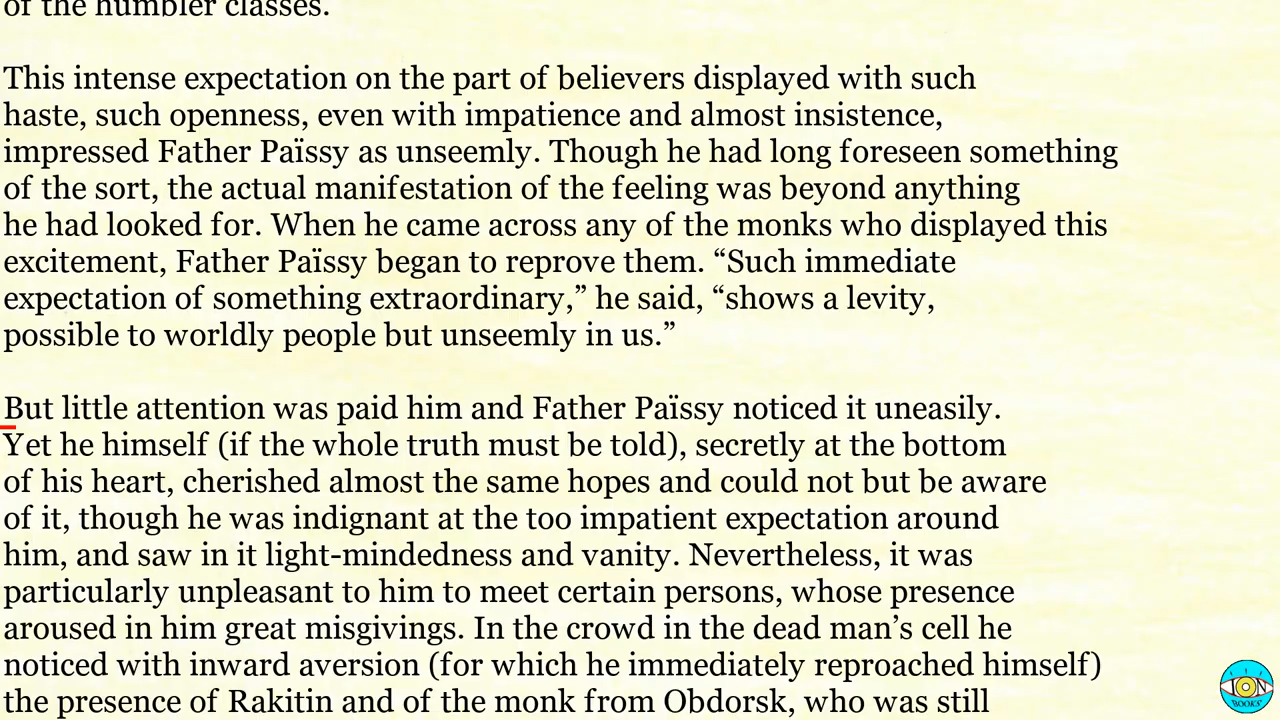 of the humbler classes.
This intense expectation on the part of believers displayed with such
haste, such openness, even with impatience and almost insistence,
impressed Father Païssy as unseemly. Though he had long foreseen something
of the sort, the actual manifestation of the feeling was beyond anything
he had looked for. When he came across any of the monks who displayed this
excitement, Father Païssy began to reprove them. “Such immediate
expectation of something extraordinary,” he said, “shows a levity,
possible to worldly people but unseemly in us.”
But little attention was paid him and Father Païssy noticed it uneasily.
Yet he himself (if the whole truth must be told), secretly at the bottom
of his heart, cherished almost the same hopes and could not but be aware
of it, though he was indignant at the too impatient expectation around
him, and saw in it light-mindedness and vanity. Nevertheless, it was
particularly unpleasant to him to meet certain persons, whose presence
aroused in him great misgivings. In the crowd in the dead man’s cell he
noticed with inward aversion (for which he immediately reproached himself)
the presence of Rakitin and of the monk from Obdorsk, who was still
ION
BOOKS